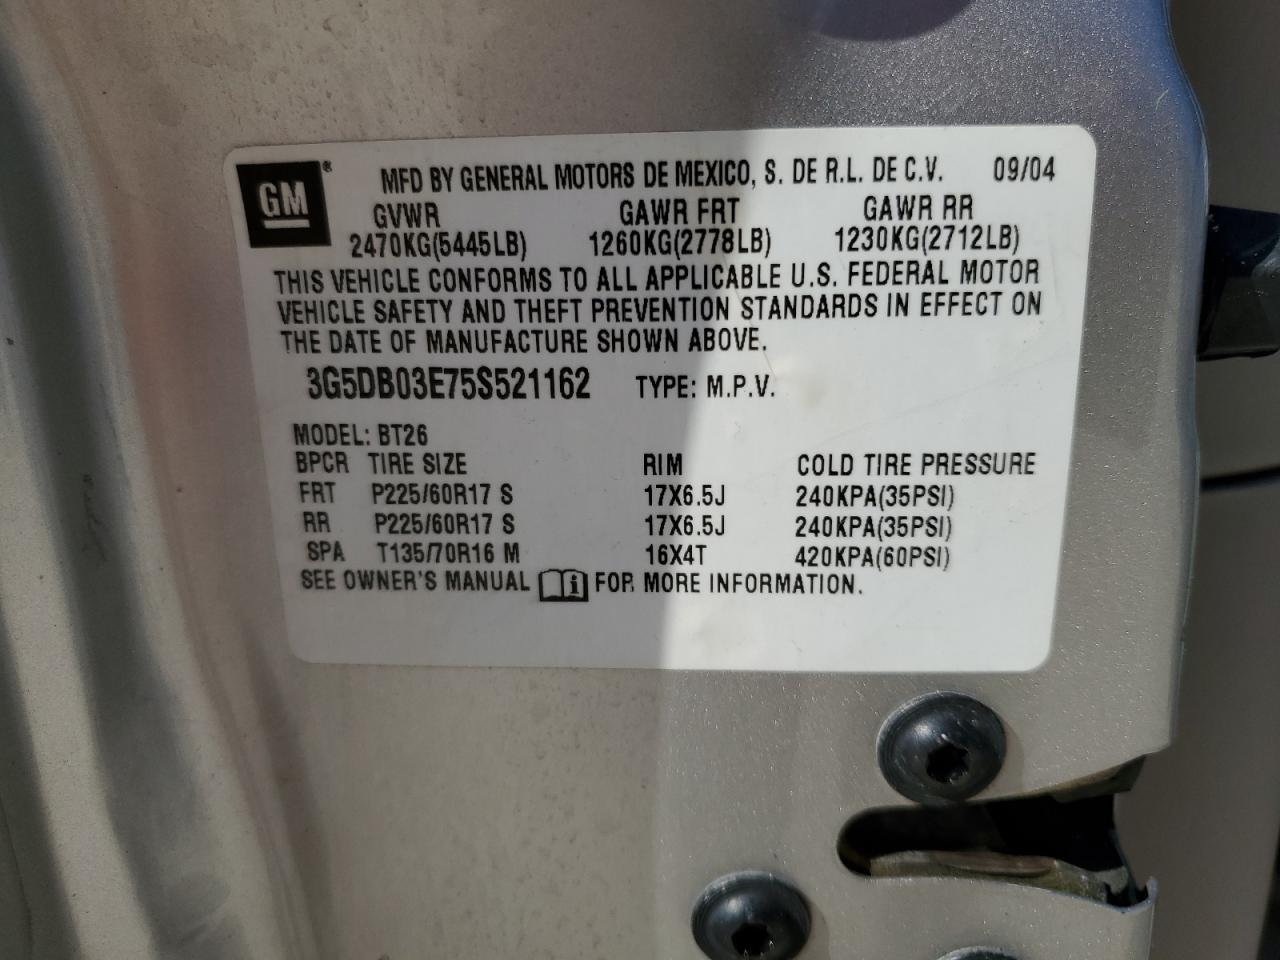 GM ® MFD BY GENERAL MOTORS DE MEXICO, S. DE R.L. DE C.V. 09/04
GVWR GAWR FRT GAWR RR
2470KG(5445LB) 1260KG(2778LB) 1230KG(2712LB)
THIS VEHICLE CONFORMS TO ALL APPLICABLE U.S. FEDERAL MOTOR
VEHICLE SAFETY AND THEFT PREVENTION STANDARDS IN EFFECT ON
THE DATE OF MANUFACTURE SHOWN ABOVE.
3G5DB03E75S521162 TYPE: M.P.V.
MODEL: BT26
BPCR TIRE SIZE RIM COLD TIRE PRESSURE
FRT P225/60R17 S 17X6.5J 240KPA(35PSI)
RR P225/60R17 S 17X6.5J 240KPA(35PSI)
SPA T135/70R16 M 16X4T 420KPA(60PSI)
SEE OWNER'S MANUAL i FOR MORE INFORMATION.